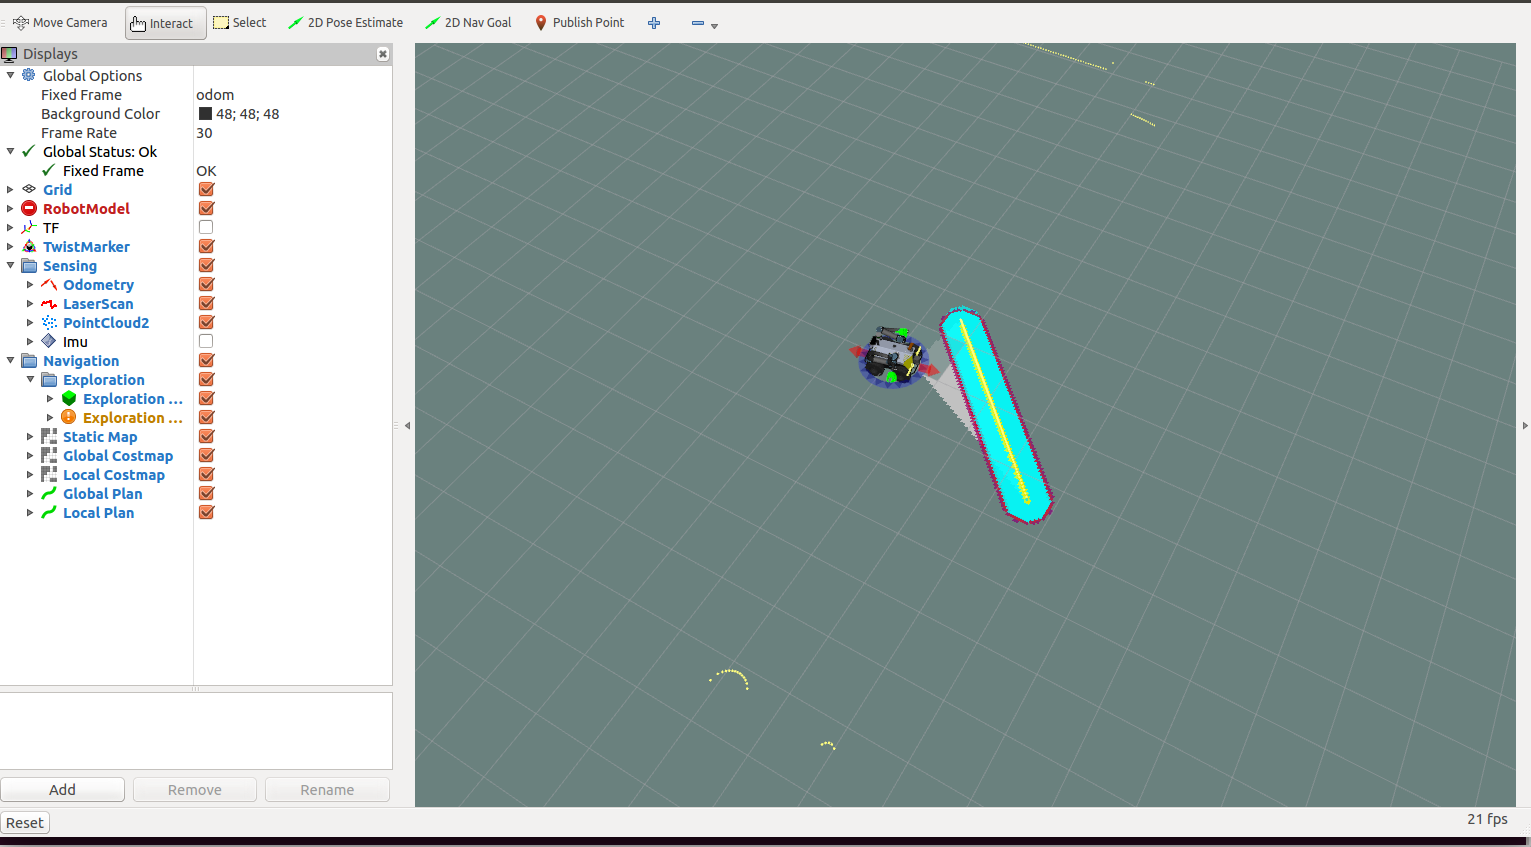 Move Camera Interact Select 2D Pose Estimate 2D Nav Goal Publish Point
Displays
Global Options
Fixed Frame odom
Background Color 48; 48; 48
Frame Rate 30
Global Status: Ok
Fixed Frame OK
Grid
RobotModel
TF
TwistMarker
Sensing
Odometry
LaserScan
PointCloud2
Imu
Navigation
Exploration
Exploration ...
Exploration ...
Static Map
Global Costmap
Local Costmap
Global Plan
Local Plan
Add Remove Rename
Reset 21 fps